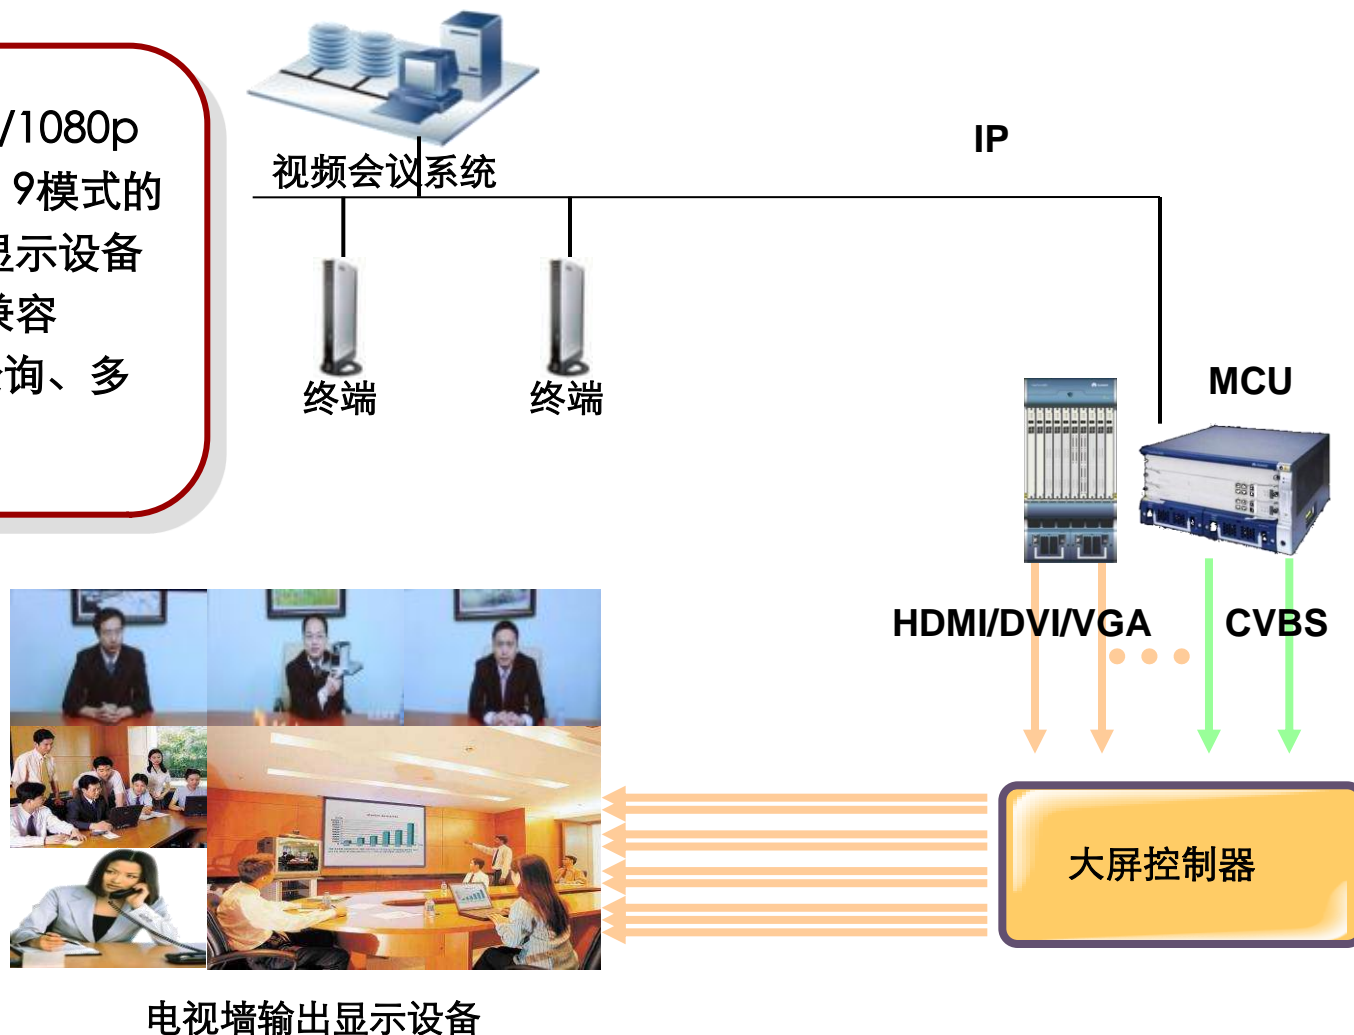 /1080p
9模式的
显示设备
兼容
询、多
视频会议系统
IP
终端
终端
MCU
HDMI/DVI/VGA
CVBS
大屏控制器
电视墙输出显示设备